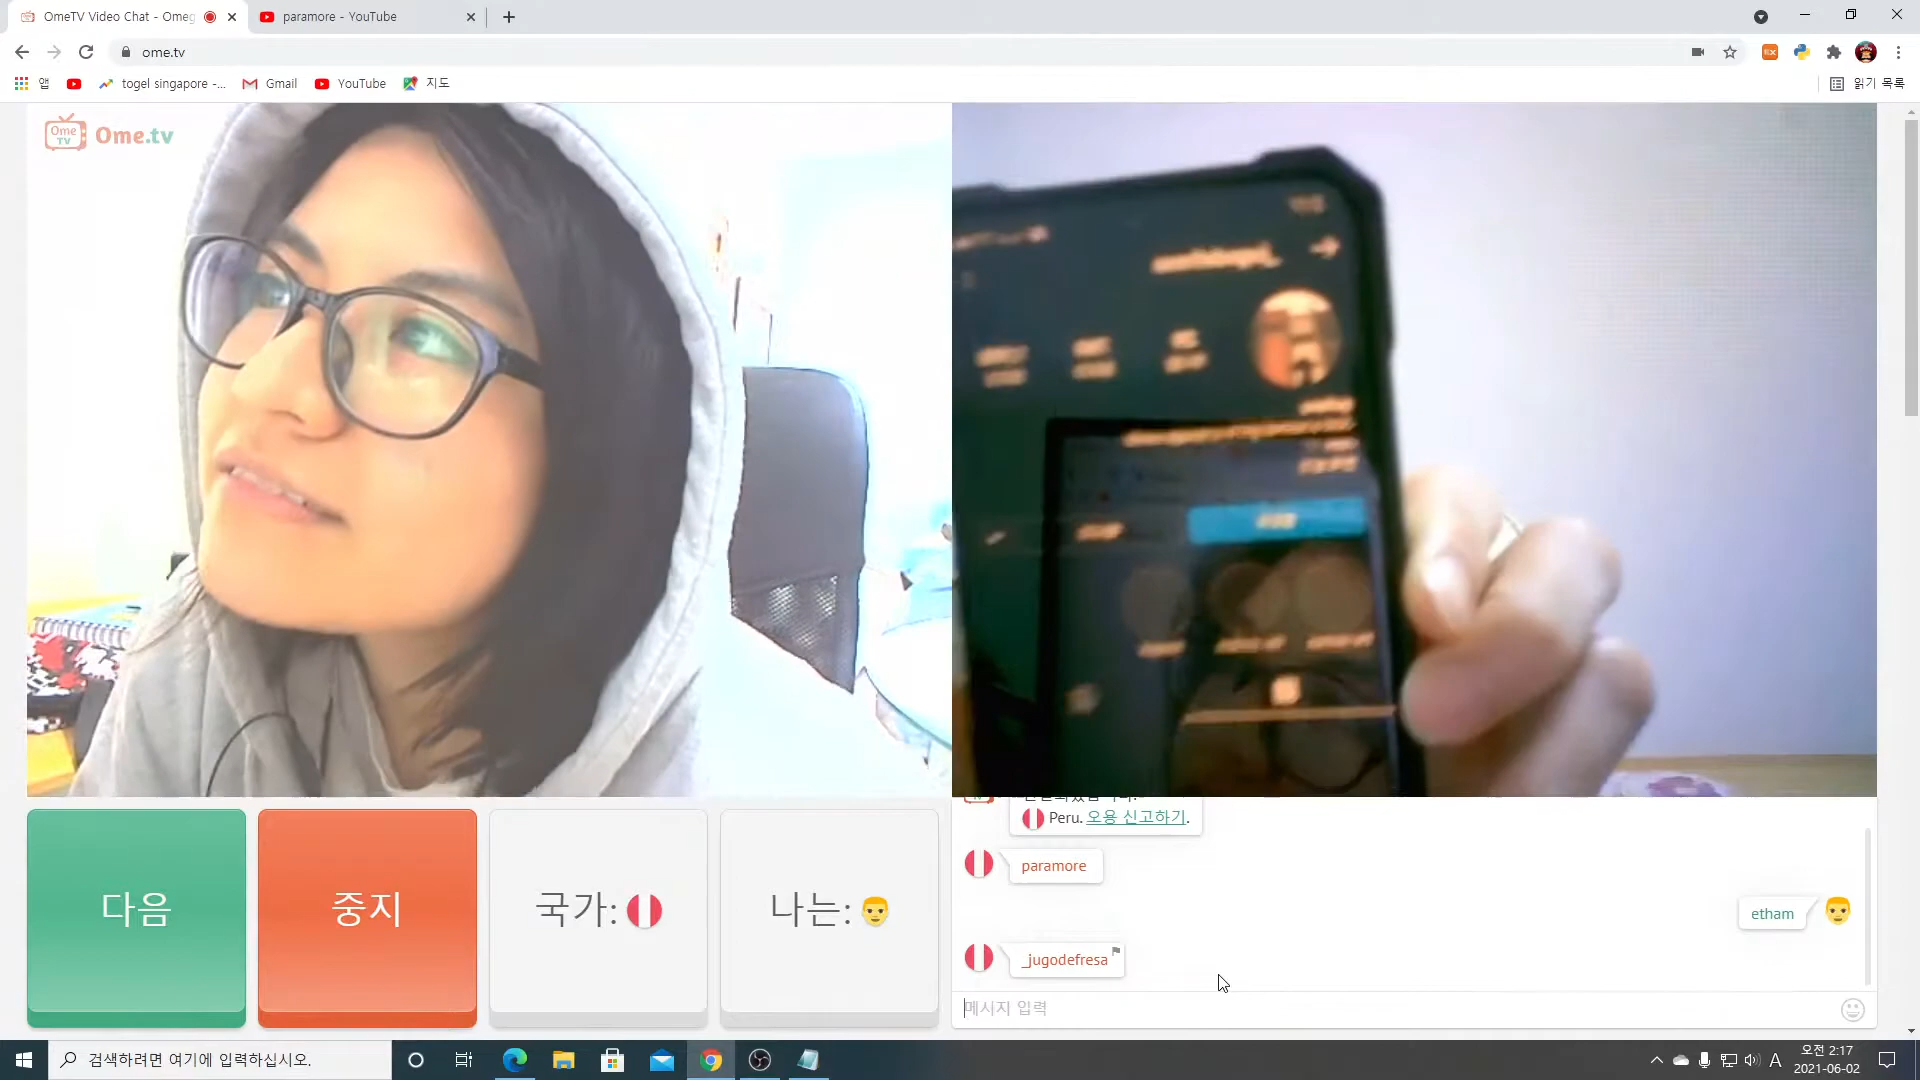 OmeTV Video Chat - Omeg
paramore - YouTube
ome.tv
앱
togel singapore -...
Gmail
YouTube
지도
읽기 목록
Ome TV
Ome.tv
Peru. 오용 신고하기.
paramore
etham
_jugodefresa
메시지 입력
다음
중지
국가:
나는:
검색하려면 여기에 입력하십시오.
A
오전 2:17
2021-06-02